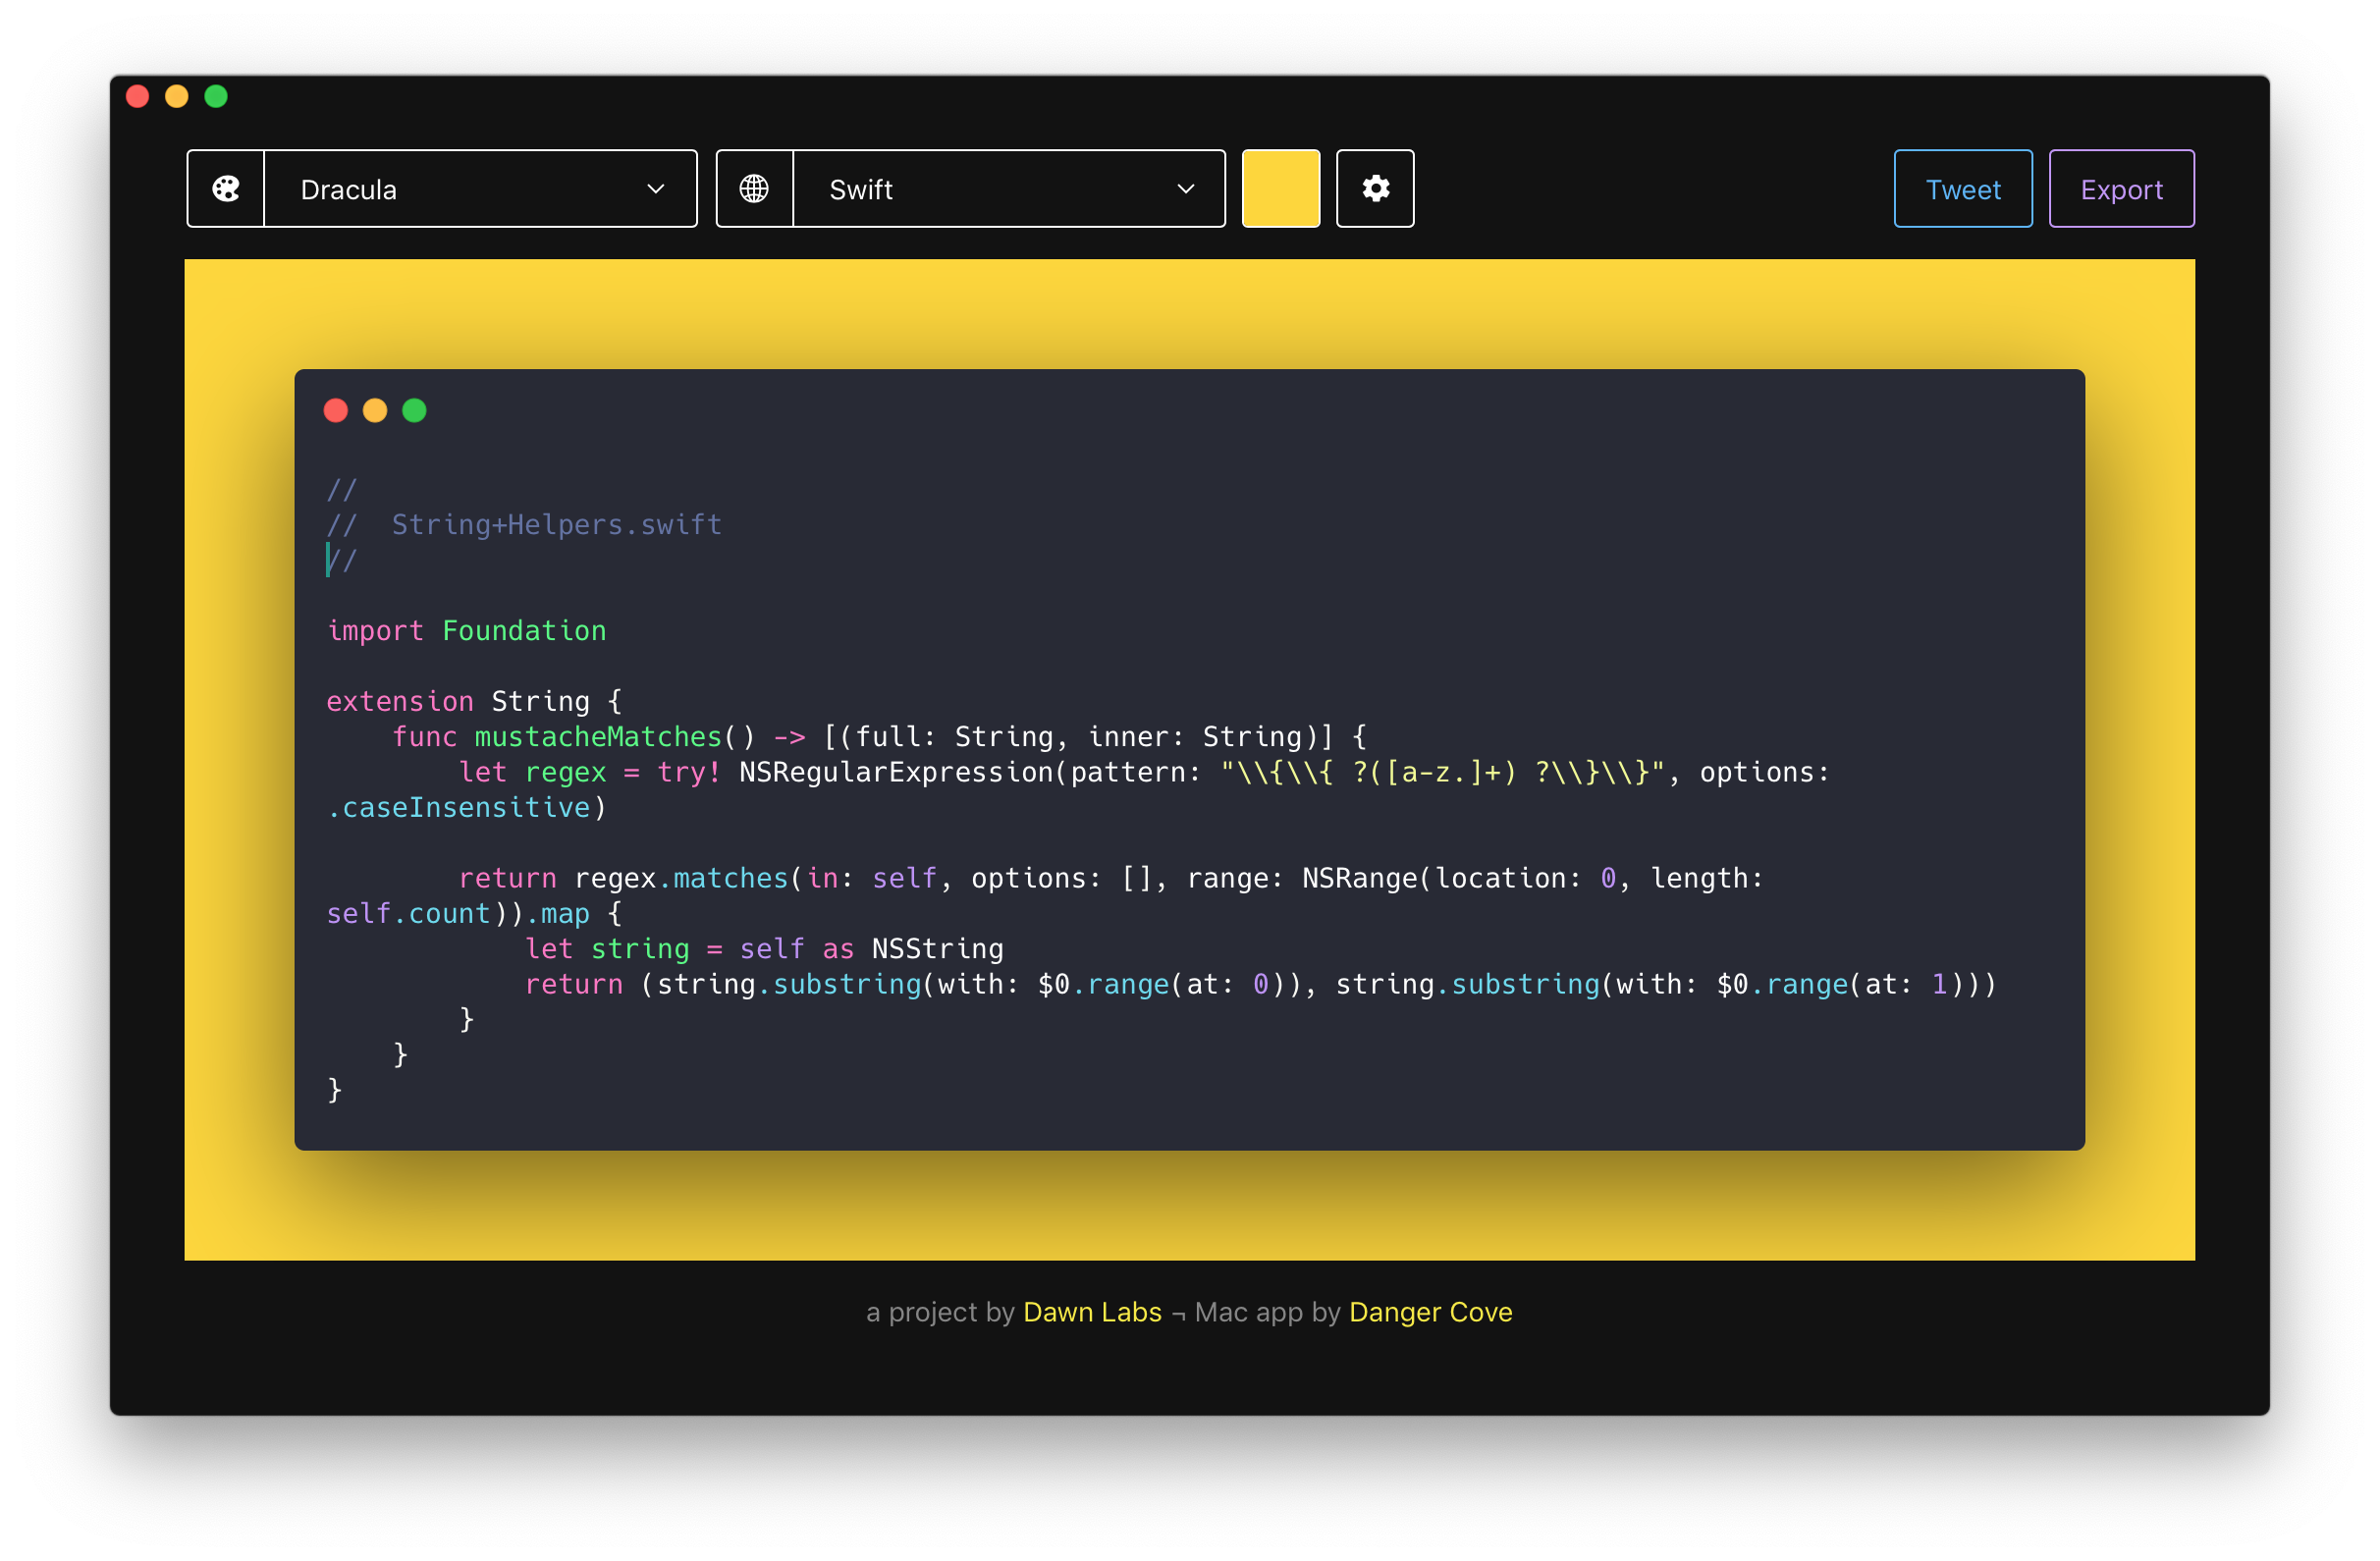 Dracula
Swift
Tweet
Export
//
//  String+Helpers.swift
//
import Foundation
extension String {
    func mustacheMatches() -> [(full: String, inner: String)] {
        let regex = try! NSRegularExpression(pattern: "\\{\\{ ?([a-z.]+) ?\\}\\}", options:
.caseInsensitive)
        return regex.matches(in: self, options: [], range: NSRange(location: 0, length:
self.count)).map {
            let string = self as NSString
            return (string.substring(with: $0.range(at: 0)), string.substring(with: $0.range(at: 1)))
        }
    }
}
a project by Dawn Labs ¬ Mac app by Danger Cove